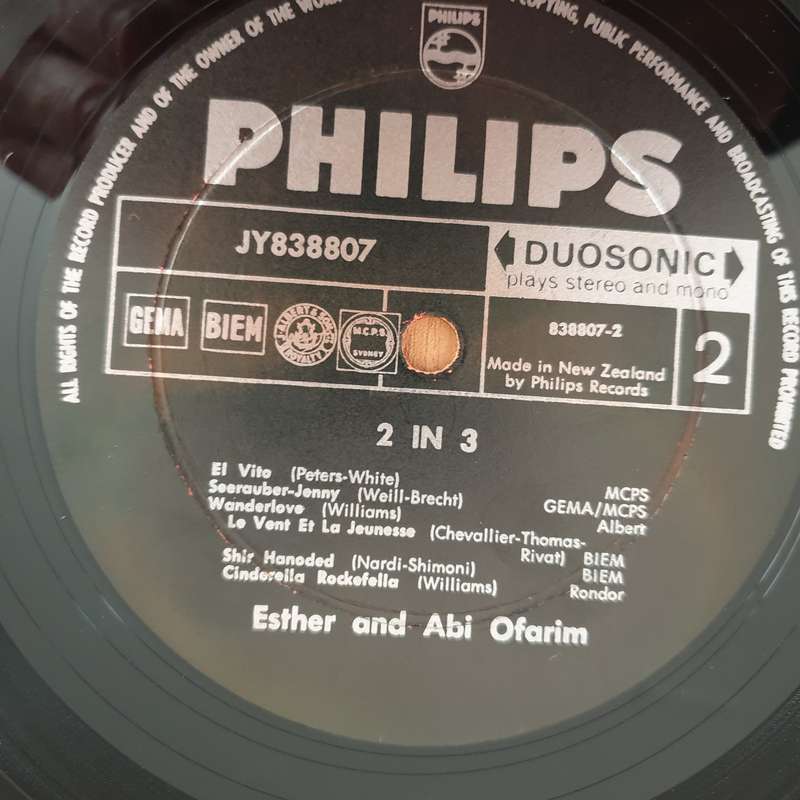 ALL RIGHTS OF THE RECORD PRODUCER AND OF THE OWNER OF THE
PUBLIC PERFORMANCE AND BROADCASTING OF THIS RECORD PROHIBITED
PHILIPS
PHILIPS
JY838807
DUOSONIC
plays stereo and mono
GEMA BIEM
M.C.P.S.
SYDNEY
838807-2
Made in New Zealand
by Philips Records
2
2 IN 3
El Vito (Peters-White) MCPS
Seerauber-Jenny (Weill-Brecht) GEMA/MCPS
Wanderlove (Williams) Albert
Le Vent Et La Jeunesse (Chevallier-Thomas-
Rivat) BIEM
Shir Hanoded (Nardi-Shimoni) BIEM
Cinderella Rockefella (Williams) Rondor
Esther and Abi Ofarim